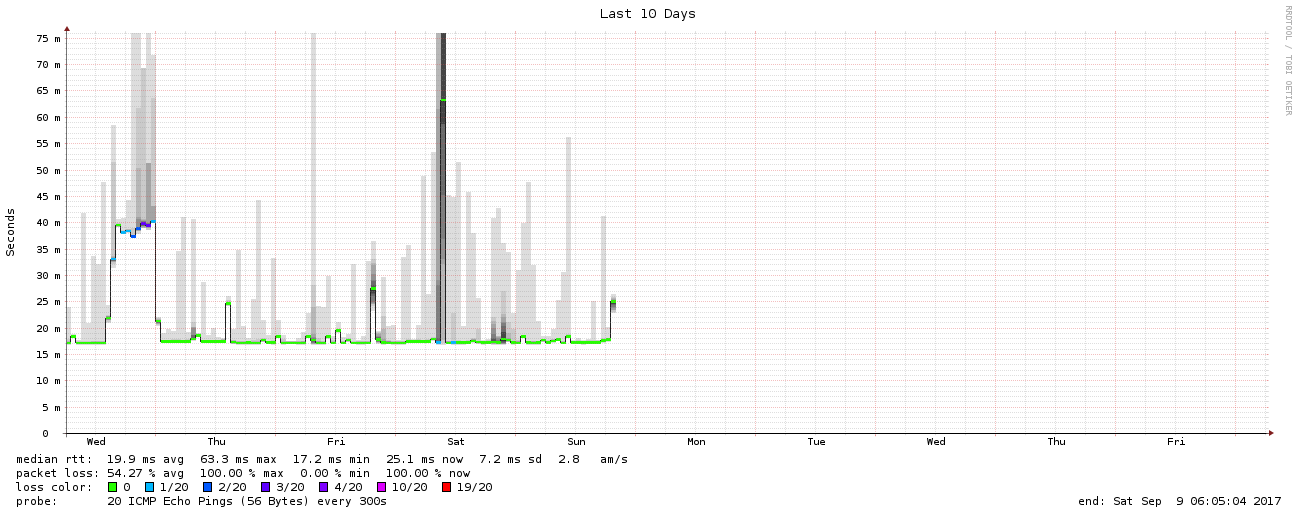 Last 10 Days
RRDTOOL / TOBI OETIKER
Seconds
75 m
70 m
65 m
60 m
55 m
50 m
45 m
40 m
35 m
30 m
25 m
20 m
15 m
10 m
5 m
0
Wed Thu Fri Sat Sun Mon Tue Wed Thu Fri
median rtt: 19.9 ms avg 63.3 ms max 17.2 ms min 25.1 ms now 7.2 ms sd 2.8 am/s
packet loss: 54.27 % avg 100.00 % max 0.00 % min 100.00 % now
loss color: 0 1/20 2/20 3/20 4/20 10/20 19/20
probe: 20 ICMP Echo Pings (56 Bytes) every 300s end: Sat Sep 9 06:05:04 2017